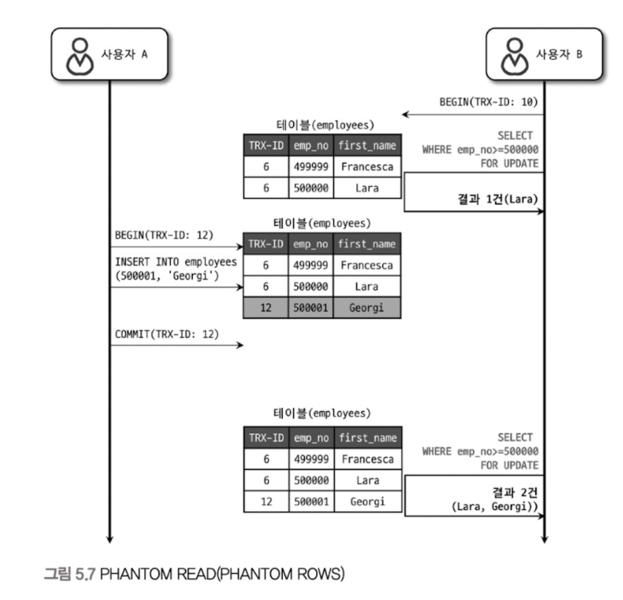 사용자 A
사용자 B
BEGIN(TRX-ID: 10)
테이블(employees)
TRX-ID emp_no first_name
6 499999 Francesca
6 500000 Lara
SELECT
WHERE emp_no>=500000
FOR UPDATE
결과 1건(Lara)
테이블(employees)
BEGIN(TRX-ID: 12)
INSERT INTO employees
(500001, 'Georgi')
TRX-ID emp_no first_name
6 499999 Francesca
6 500000 Lara
12 500001 Georgi
COMMIT(TRX-ID: 12)
테이블(employees)
TRX-ID emp_no first_name
6 499999 Francesca
6 500000 Lara
12 500001 Georgi
SELECT
WHERE emp_no>=500000
FOR UPDATE
결과 2건
(Lara, Georgi))
그림 5.7 PHANTOM READ(PHANTOM ROWS)